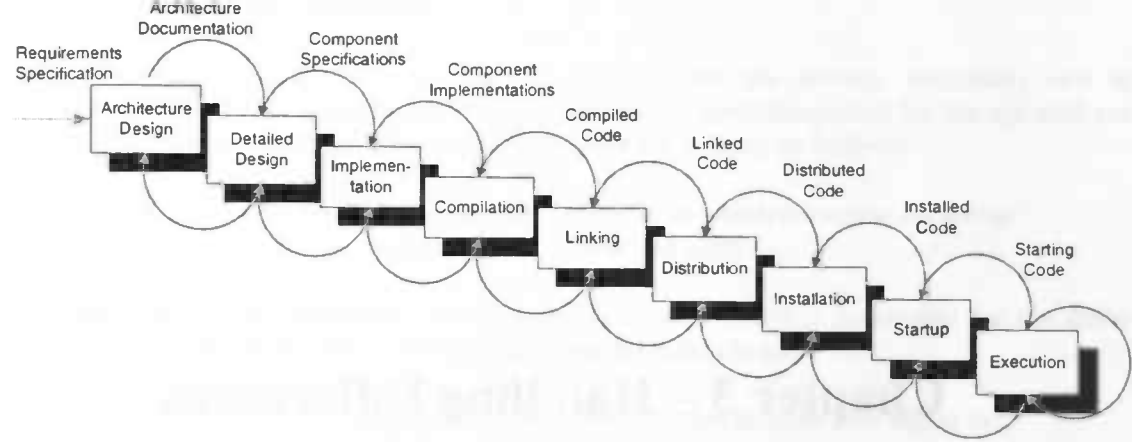 Architecture
Documentation
Requirements
Specification
Component
Specifications
Component
Implementations
Compiled
Code
Linked
Code
Distributed
Code
Installed
Code
Starting
Code
Architecture
Design
Detailed
Design
Implemen-
tation
Compilation
Linking
Distribution
Installation
Startup
Execution